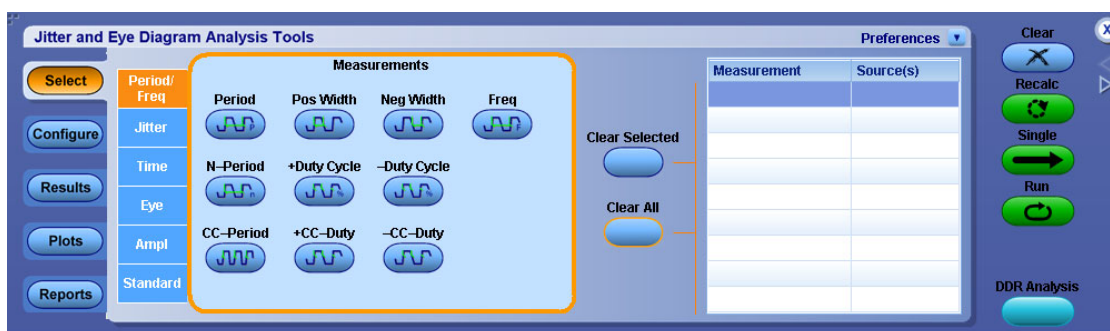 Jitter and Eye Diagram Analysis Tools
Preferences
Clear
X
Select
Configure
Results
Plots
Reports
Period/
Freq
Jitter
Time
Eye
Ampl
Standard
Measurements
Period Pos Width Neg Width Freq
N–Period +Duty Cycle –Duty Cycle
CC–Period +CC–Duty –CC–Duty
Clear Selected
Clear All
Measurement Source(s)
Recalc
Single
Run
DDR Analysis